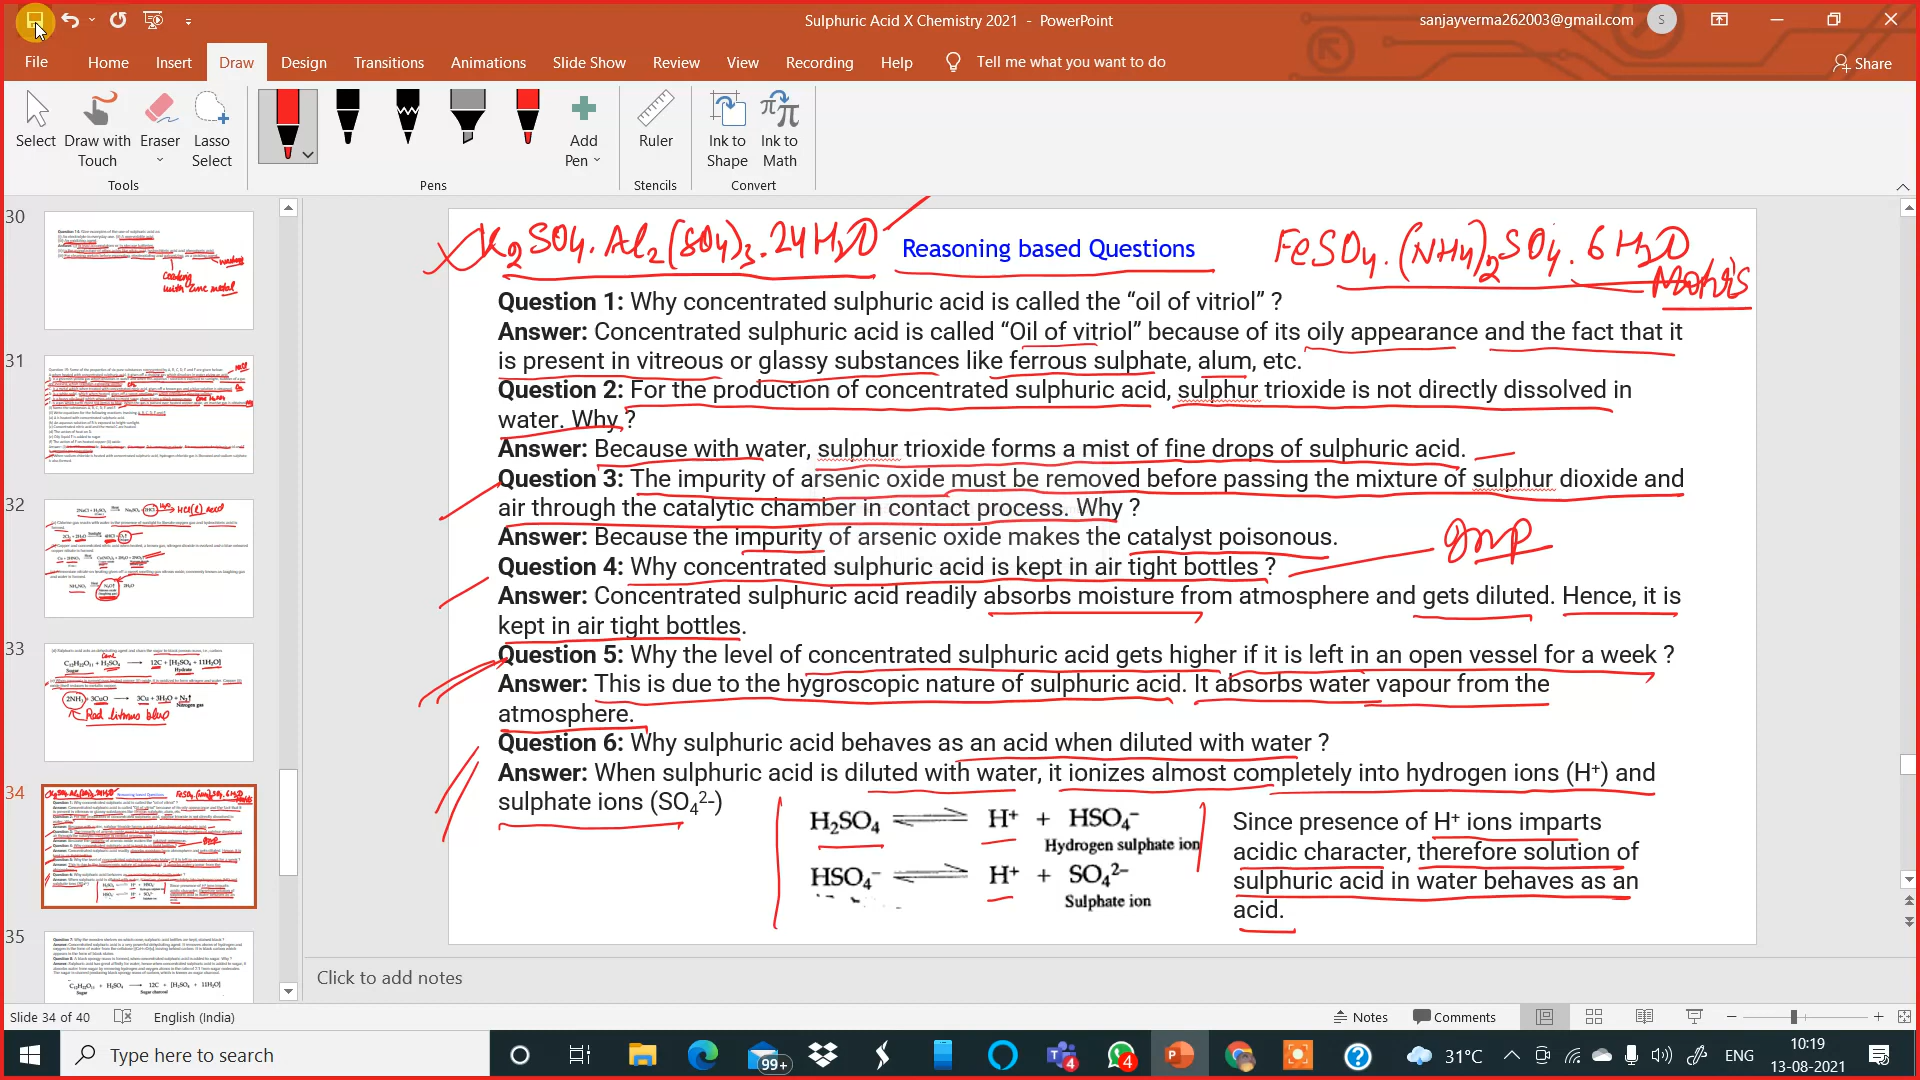 Sulphuric Acid X Chemistry 2021 - PowerPoint
sanjayverma262003@gmail.com
S
File
Home
Insert
Draw
Design
Transitions
Animations
Slide Show
Review
View
Recording
Help
Tell me what you want to do
Share
Select
Draw with Touch
Eraser
Lasso Select
Add Pen
Ruler
Ink to Shape
Ink to Math
Tools
Pens
Stencils
Convert
30
31
32
33
34
35
K2SO4.Al2(SO4)3.24H2O
Reasoning based Questions
FeSO4.(NH4)2SO4.6H2O
Mohr's
Question 1: Why concentrated sulphuric acid is called the “oil of vitriol” ?
Answer: Concentrated sulphuric acid is called “Oil of vitriol” because of its oily appearance and the fact that it
is present in vitreous or glassy substances like ferrous sulphate, alum, etc.
Question 2: For the production of concentrated sulphuric acid, sulphur trioxide is not directly dissolved in
water. Why ?
Answer: Because with water, sulphur trioxide forms a mist of fine drops of sulphuric acid.
Question 3: The impurity of arsenic oxide must be removed before passing the mixture of sulphur dioxide and
air through the catalytic chamber in contact process. Why ?
Answer: Because the impurity of arsenic oxide makes the catalyst poisonous.
Imp
Question 4: Why concentrated sulphuric acid is kept in air tight bottles ?
Answer: Concentrated sulphuric acid readily absorbs moisture from atmosphere and gets diluted. Hence, it is
kept in air tight bottles.
Question 5: Why the level of concentrated sulphuric acid gets higher if it is left in an open vessel for a week ?
Answer: This is due to the hygroscopic nature of sulphuric acid. It absorbs water vapour from the
atmosphere.
Question 6: Why sulphuric acid behaves as an acid when diluted with water ?
Answer: When sulphuric acid is diluted with water, it ionizes almost completely into hydrogen ions (H⁺) and
sulphate ions (SO₄²-)
H₂SO₄ ⇌ H⁺ + HSO₄⁻
Hydrogen sulphate ion
HSO₄⁻ ⇌ H⁺ + SO₄²⁻
Sulphate ion
Since presence of H⁺ ions imparts
acidic character, therefore solution of
sulphuric acid in water behaves as an
acid.
Click to add notes
Slide 34 of 40
English (India)
Notes
Comments
Type here to search
99+
4
4
31°C
ENG
10:19
13-08-2021